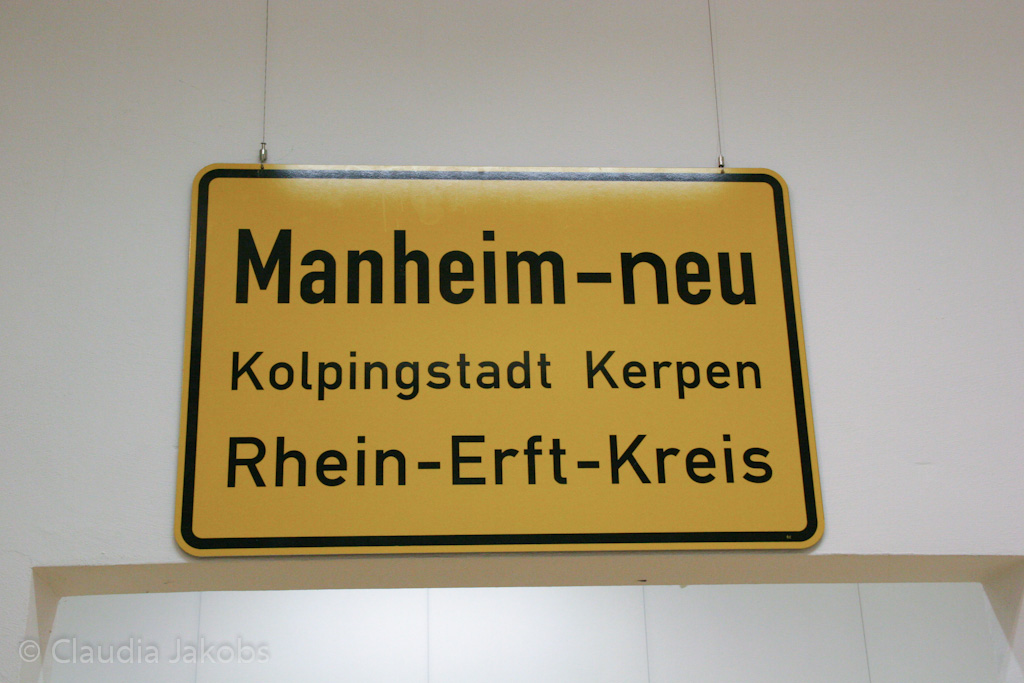 Manheim-neu
Kolpingstadt Kerpen
Rhein-Erft-Kreis
© Claudia Jakobs